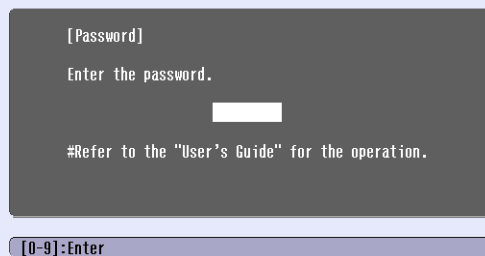 [Password]
Enter the password.
#Refer to the "User's Guide" for the operation.
[0-9]:Enter